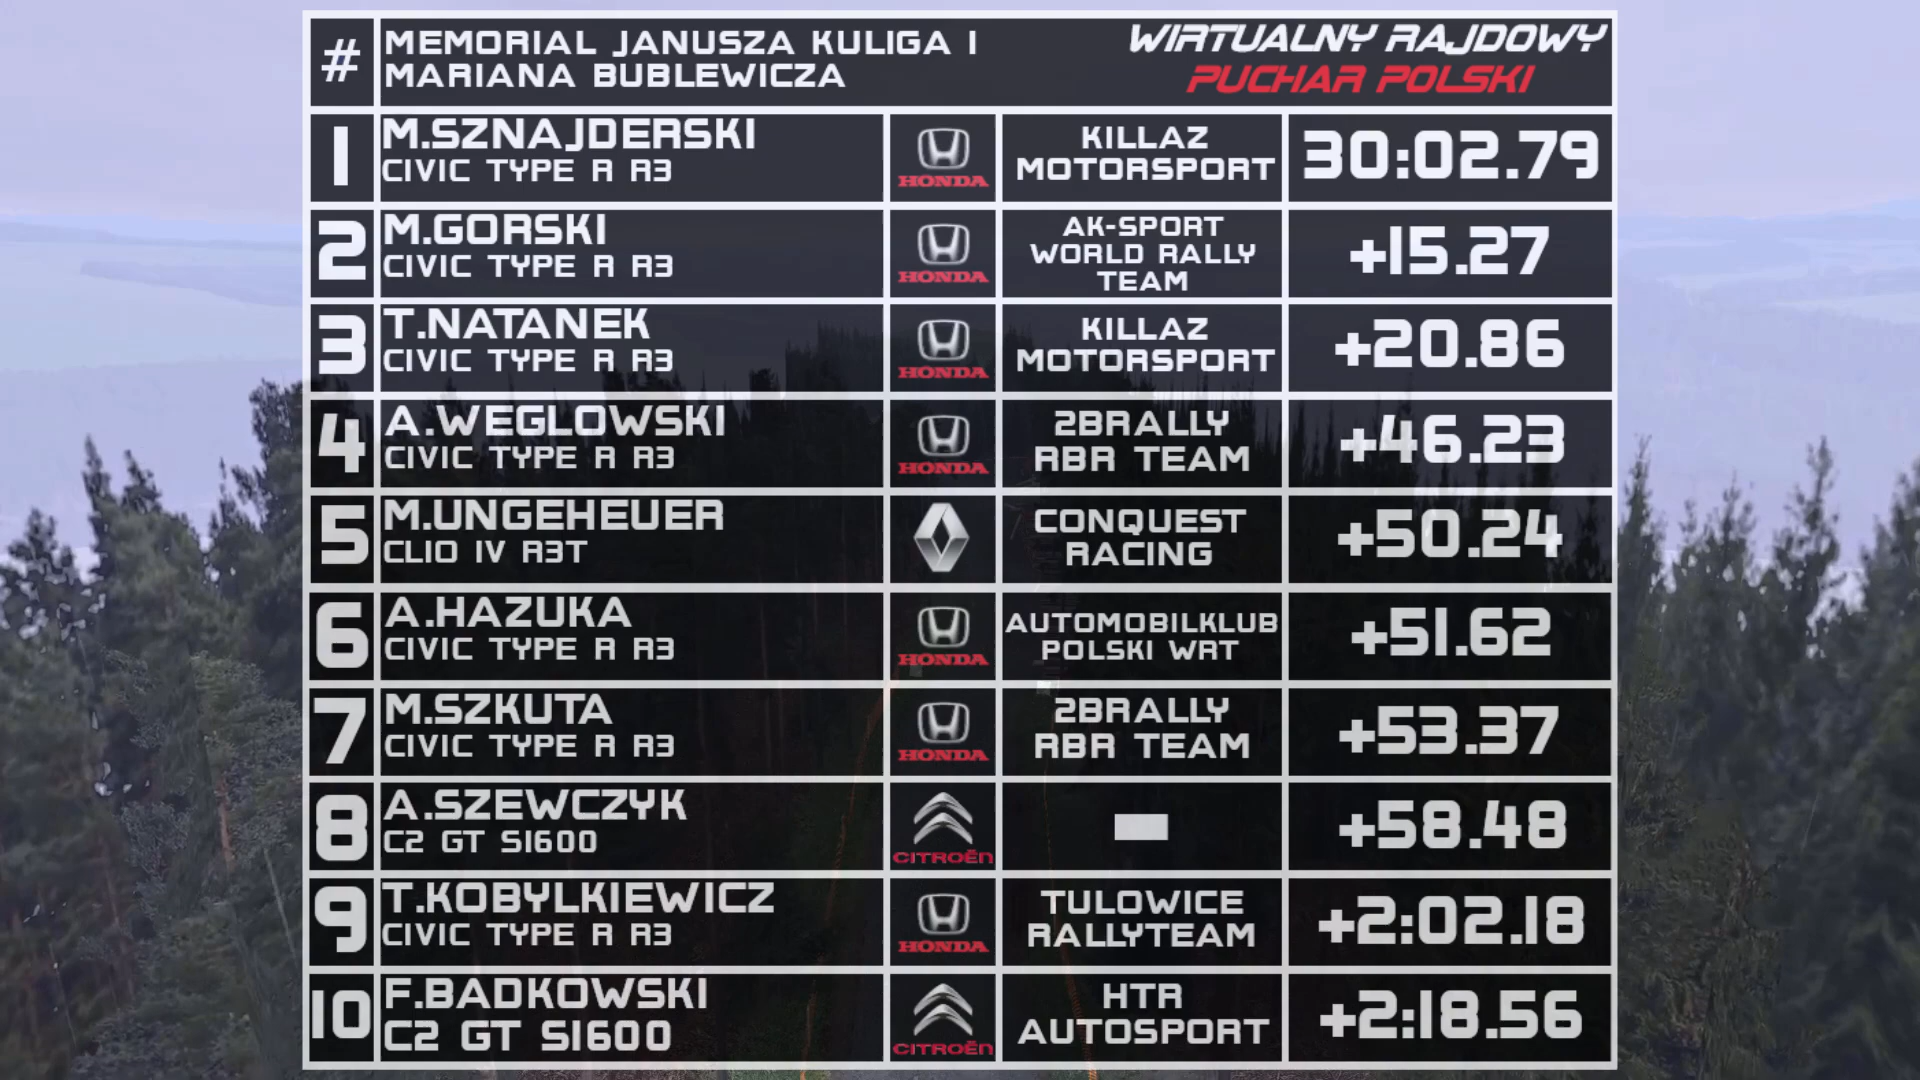 #
MEMORIAL JANUSZA KULIGA I
MARIANA BUBLEWICZA
WIRTUALNY RAJDOWY
PUCHAR POLSKI
1
M.SZNAJDERSKI
CIVIC TYPE R R3
HONDA
KILLAZ
MOTORSPORT
30:02.79
2
M.GORSKI
CIVIC TYPE R R3
HONDA
AK-SPORT
WORLD RALLY
TEAM
+15.27
3
T.NATANEK
CIVIC TYPE R R3
HONDA
KILLAZ
MOTORSPORT
+20.86
4
A.WEGLOWSKI
CIVIC TYPE R R3
HONDA
2BRALLY
RBR TEAM
+46.23
5
M.UNGEHEUER
CLIO IV R3T
CONQUEST
RACING
+50.24
6
A.HAZUKA
CIVIC TYPE R R3
HONDA
AUTOMOBILKLUB
POLSKI WRT
+51.62
7
M.SZKUTA
CIVIC TYPE R R3
HONDA
2BRALLY
RBR TEAM
+53.37
8
A.SZEWCZYK
C2 GT S1600
CITROËN
-
+58.48
9
T.KOBYLKIEWICZ
CIVIC TYPE R R3
HONDA
TULOWICE
RALLYTEAM
+2:02.18
10
F.BADKOWSKI
C2 GT S1600
CITROËN
HTR
AUTOSPORT
+2:18.56